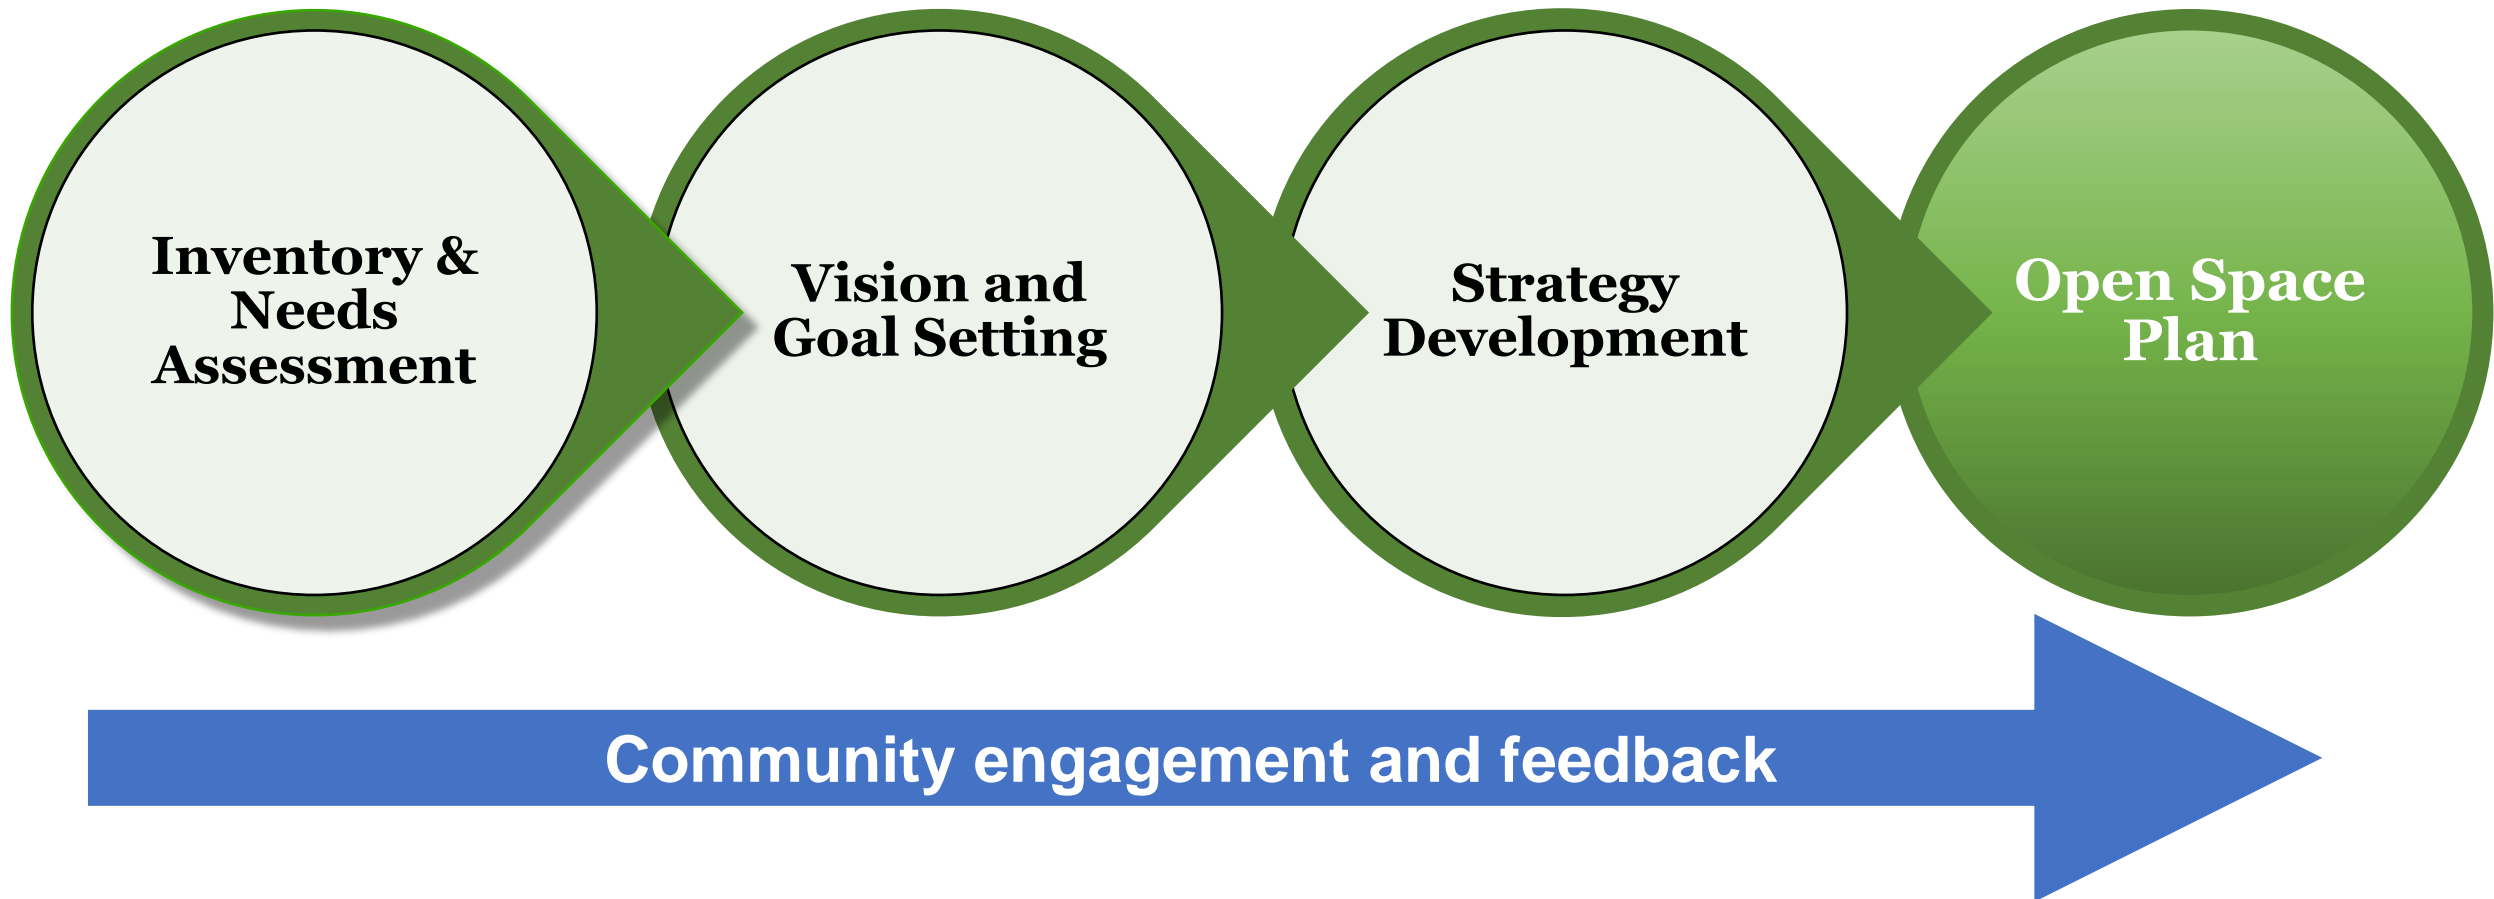 Inventory &
Needs
Assessment
Vision and
Goal Setting
Strategy
Development
Open Space
Plan
Community engagement and feedback